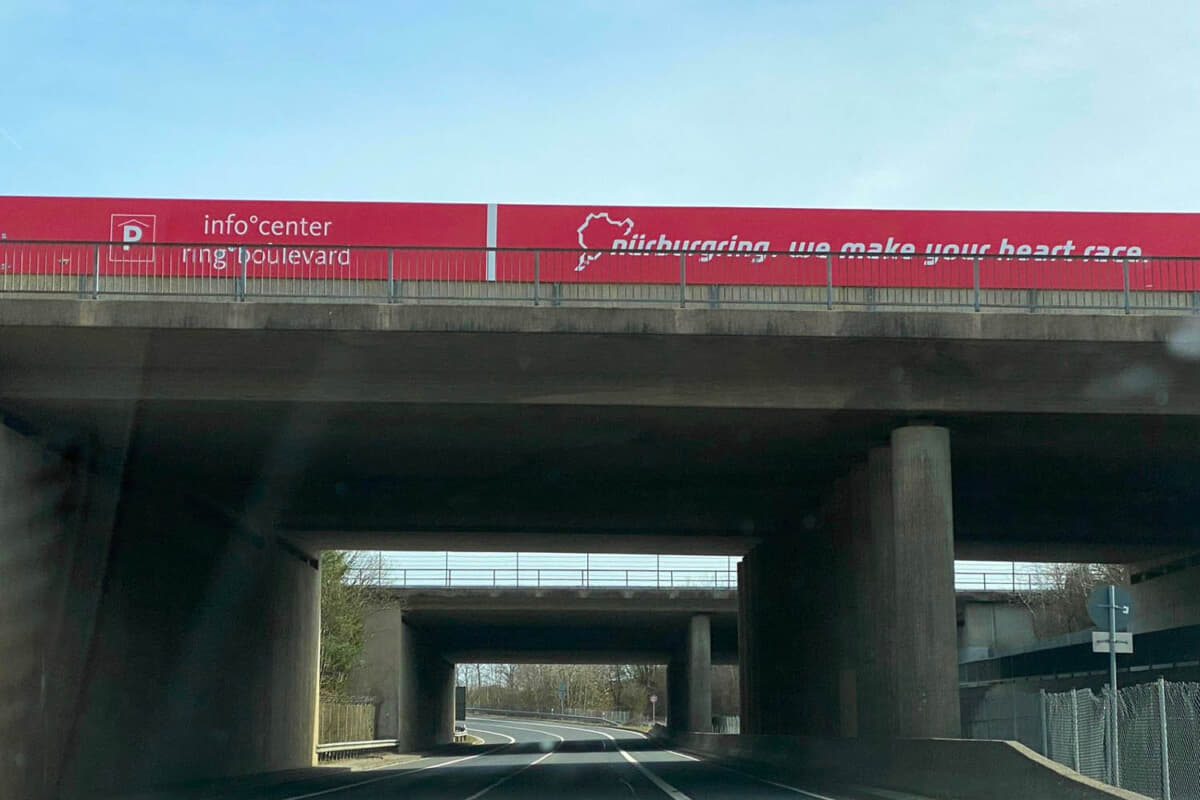 P
info°center
ring°boulevard
nürburgring. we make your heart race.